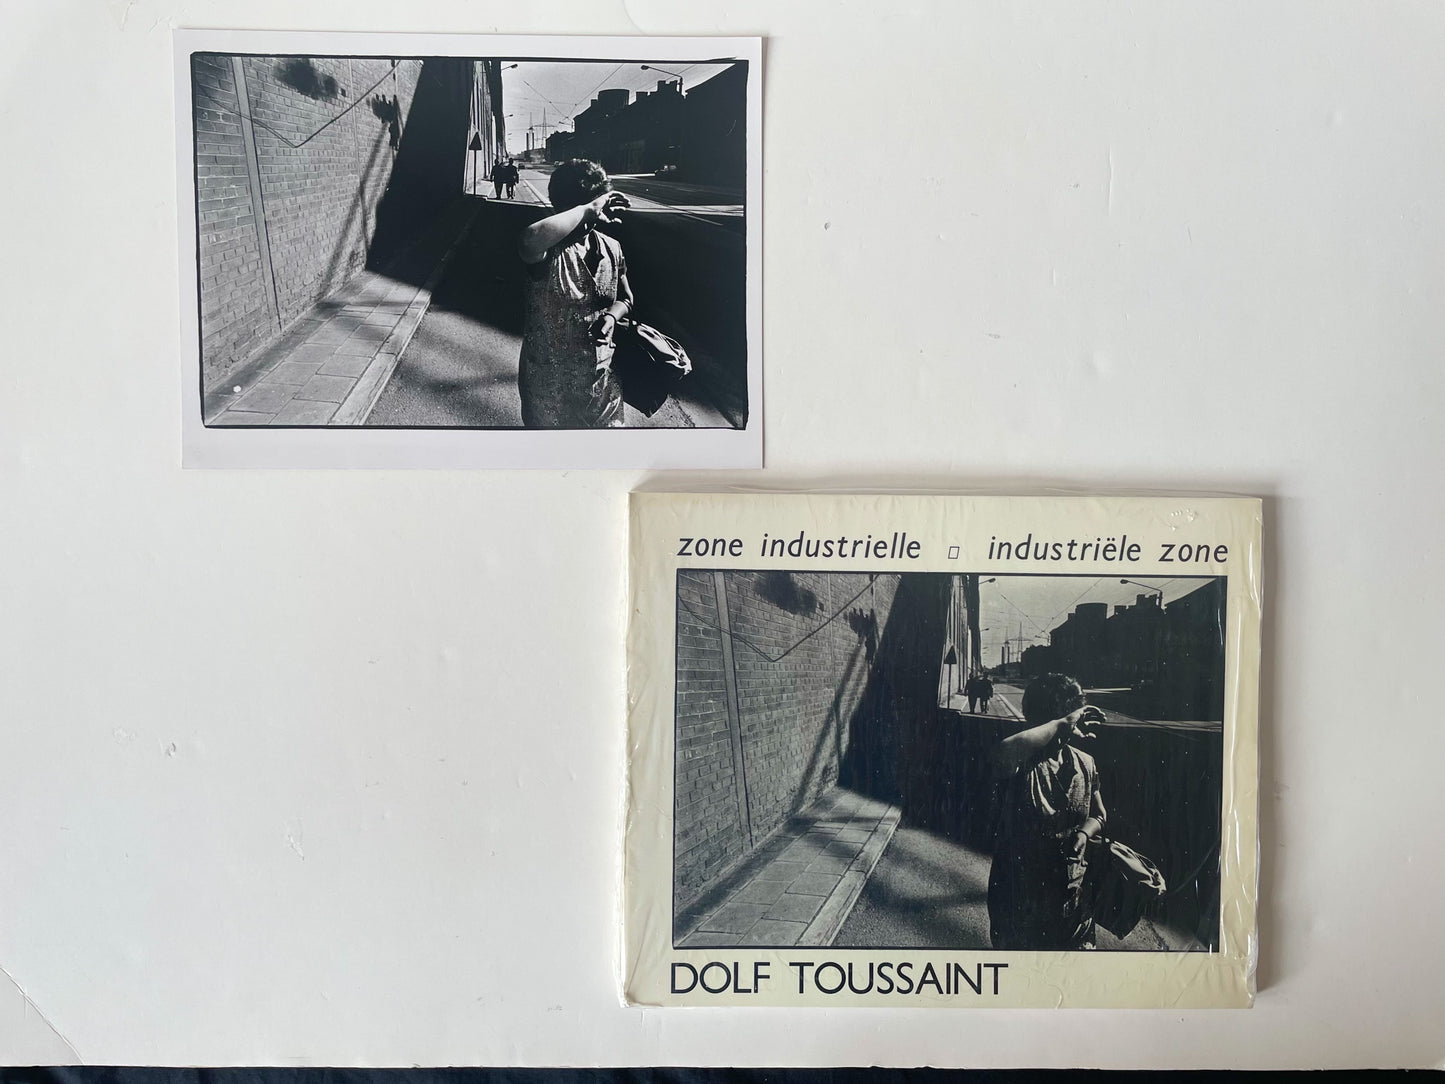 zone industrielle □ industriële zone
DOLF TOUSSAINT